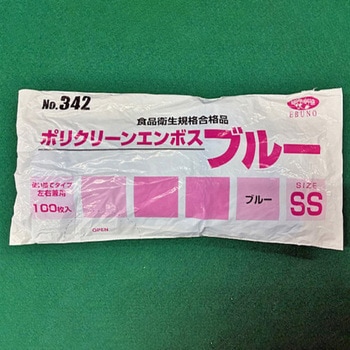 No.342
EBUNO
食品衛生規格合格品
ポリクリーンエンボスブルー
使い捨てタイプ
左右兼用
100枚入
ブルー
SIZE
SS
OPEN